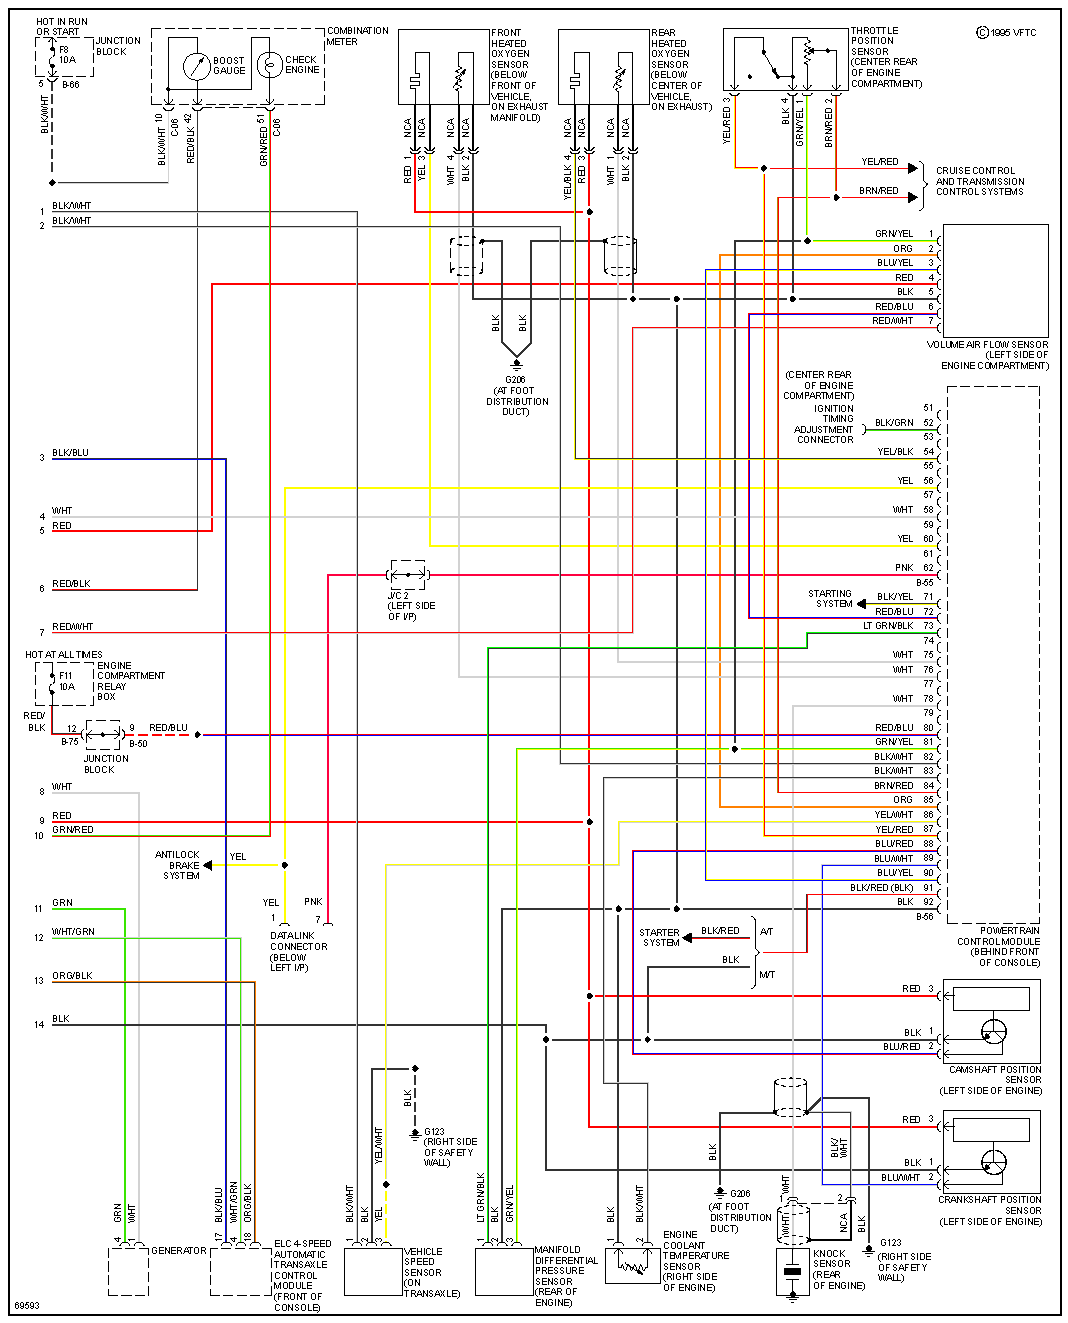 HOT IN RUN
OR START
F8
10A
JUNCTION
BLOCK
5
B-66
BLK/WHT
COMBINATION
METER
BOOST
GAUGE
CHECK
ENGINE
10
C-06
42
51
C-06
BLK/WHT
RED/BLK
GRN/RED
FRONT
HEATED
OXYGEN
SENSOR
(BELOW
FRONT OF
VEHICLE,
ON EXHAUST
MANIFOLD)
NCA
NCA
NCA
NCA
RED 1
YEL 3
WHT 4
BLK 2
REAR
HEATED
OXYGEN
SENSOR
(BELOW
CENTER OF
VEHICLE,
ON EXHAUST)
NCA
NCA
NCA
NCA
YEL/BLK 4
RED 3
WHT 1
BLK 2
THROTTLE
POSITION
SENSOR
(CENTER REAR
OF ENGINE
COMPARTMENT)
YEL/RED 3
BLK 4
GRN/YEL 1
BRN/RED 2
© 1995 VFTC
YEL/RED
BRN/RED
CRUISE CONTROL
AND TRANSMISSION
CONTROL SYSTEMS
1 BLK/WHT
2 BLK/WHT
GRN/YEL 1
ORG 2
BLU/YEL 3
RED 4
BLK 5
RED/BLU 6
RED/WHT 7
VOLUME AIR FLOW SENSOR
(LEFT SIDE OF
ENGINE COMPARTMENT)
BLK
BLK
G206
(AT FOOT
DISTRIBUTION
DUCT)
(CENTER REAR
OF ENGINE
COMPARTMENT)
IGNITION
TIMING
ADJUSTMENT
CONNECTOR
51
BLK/GRN 52
53
YEL/BLK 54
55
YEL 56
57
WHT 58
59
YEL 60
61
PNK 62
B-55
3 BLK/BLU
4 WHT
5 RED
6 RED/BLK
7 RED/WHT
J/C 2
(LEFT SIDE
OF I/P)
STARTING
SYSTEM
BLK/YEL 71
RED/BLU 72
LT GRN/BLK 73
74
WHT 75
WHT 76
77
WHT 78
79
RED/BLU 80
GRN/YEL 81
BLK/WHT 82
BLK/WHT 83
BRN/RED 84
ORG 85
YEL/WHT 86
YEL/RED 87
BLU/RED 88
BLU/WHT 89
BLU/YEL 90
BLK/RED (BLK) 91
BLK 92
B-56
POWERTRAIN
CONTROL MODULE
(BEHIND FRONT
OF CONSOLE)
HOT AT ALL TIMES
F11
10A
ENGINE
COMPARTMENT
RELAY
BOX
RED/
BLK
12
B-75
9
B-50
RED/BLU
JUNCTION
BLOCK
8 WHT
9 RED
10 GRN/RED
ANTILOCK
BRAKE
SYSTEM
YEL
YEL
1
PNK
7
DATA LINK
CONNECTOR
(BELOW
LEFT I/P)
11 GRN
12 WHT/GRN
13 ORG/BLK
14 BLK
STARTER
SYSTEM
BLK/RED
A/T
BLK
M/T
RED 3
BLK 1
BLU/RED 2
CAMSHAFT POSITION
SENSOR
(LEFT SIDE OF ENGINE)
RED 3
BLK 1
BLU/WHT 2
CRANKSHAFT POSITION
SENSOR
(LEFT SIDE OF ENGINE)
BLK
G123
(RIGHT SIDE
OF SAFETY
WALL)
YEL/WHT
GRN
4
WHT
1
GENERATOR
BLK/BLU
17
WHT/GRN
4
ORG/BLK
18
ELC 4-SPEED
AUTOMATIC
TRANSAXLE
CONTROL
MODULE
(FRONT OF
CONSOLE)
BLK/WHT
1
BLK
2
YEL
3
VEHICLE
SPEED
SENSOR
(ON
TRANSAXLE)
LT GRN/BLK
1
BLK
2
GRN/YEL
3
MANIFOLD
DIFFERENTIAL
PRESSURE
SENSOR
(REAR OF
ENGINE)
BLK
1
BLK/WHT
2
ENGINE
COOLANT
TEMPERATURE
SENSOR
(RIGHT SIDE
OF ENGINE)
BLK
G206
(AT FOOT
DISTRIBUTION
DUCT)
BLK/
WHT
WHT
1
2
WHT
NCA
BLK
KNOCK
SENSOR
(REAR
OF ENGINE)
G123
(RIGHT SIDE
OF SAFETY
WALL)
69593